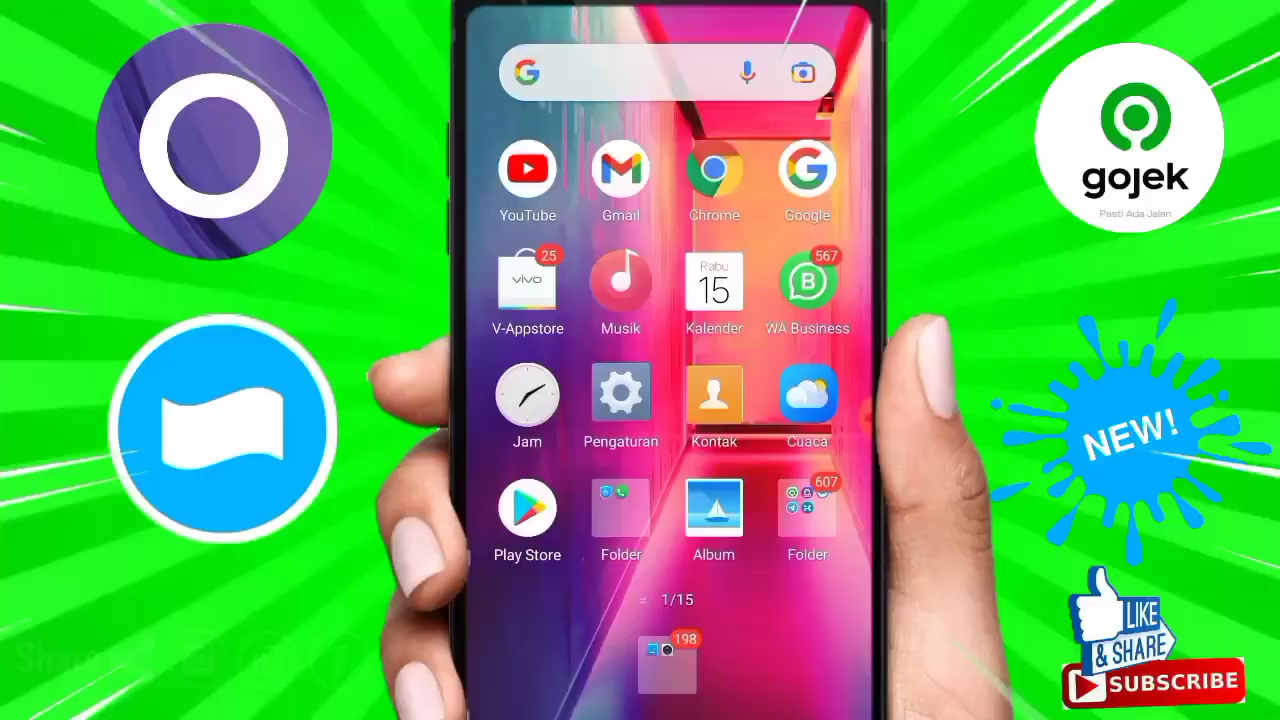 gojek
Pasti Ada Jalan
YouTube
Gmail
Chrome
Google
25
vivo
Rabu
15
567
B
V-Appstore
Musik
Kalender
WA Business
Jam
Pengaturan
Kontak
Cuaca
607
Play Store
Folder
Album
Folder
1/15
198
NEW!
LIKE
& SHARE
SUBSCRIBE